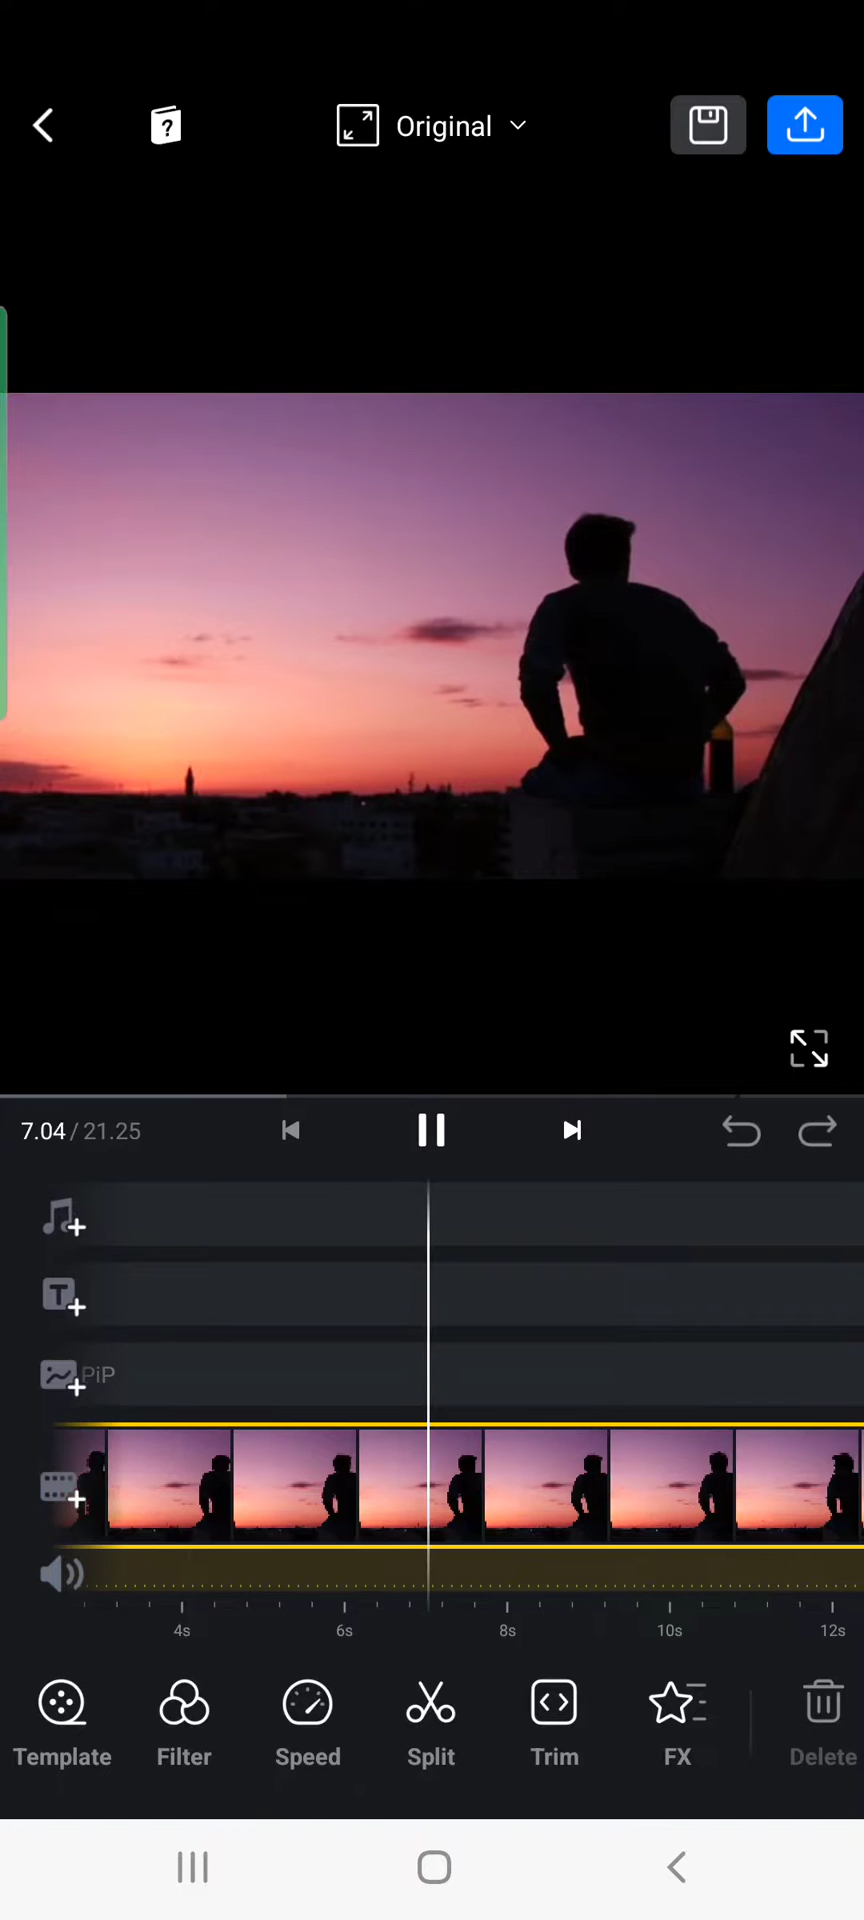 Original
7.04 / 21.25
PiP
4s 6s 8s 10s 12s
Template Filter Speed Split Trim FX Delete